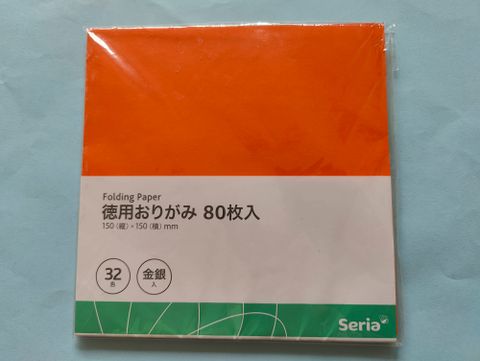 Folding Paper
徳用おりがみ 80枚入
150（縦）×150（横）mm
32
色
金銀
入
Seria